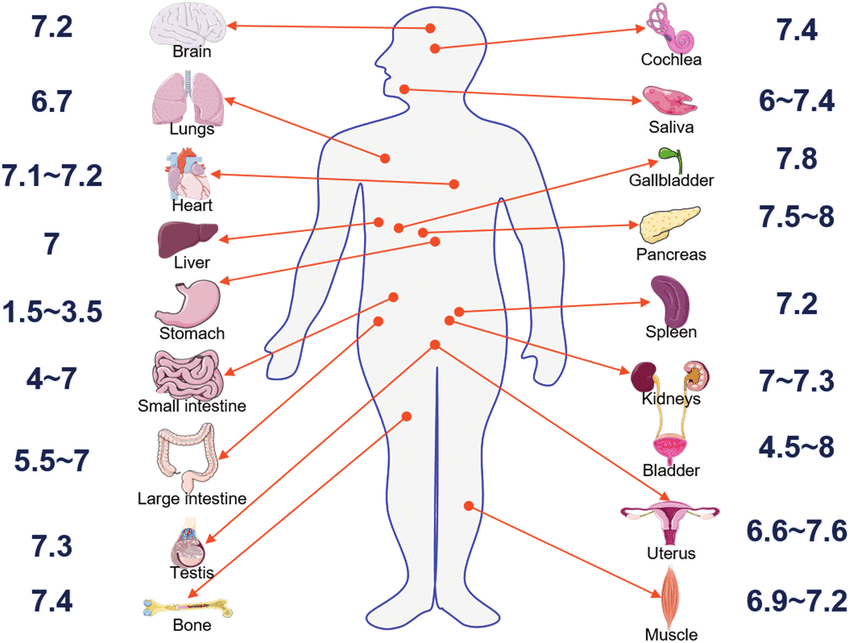 7.2
Brain
6.7
Lungs
7.1~7.2
Heart
7
Liver
1.5~3.5
Stomach
4~7
Small intestine
5.5~7
Large intestine
7.3
Testis
7.4
Bone
Cochlea
7.4
Saliva
6~7.4
Gallbladder
7.8
Pancreas
7.5~8
Spleen
7.2
Kidneys
7~7.3
Bladder
4.5~8
Uterus
6.6~7.6
Muscle
6.9~7.2